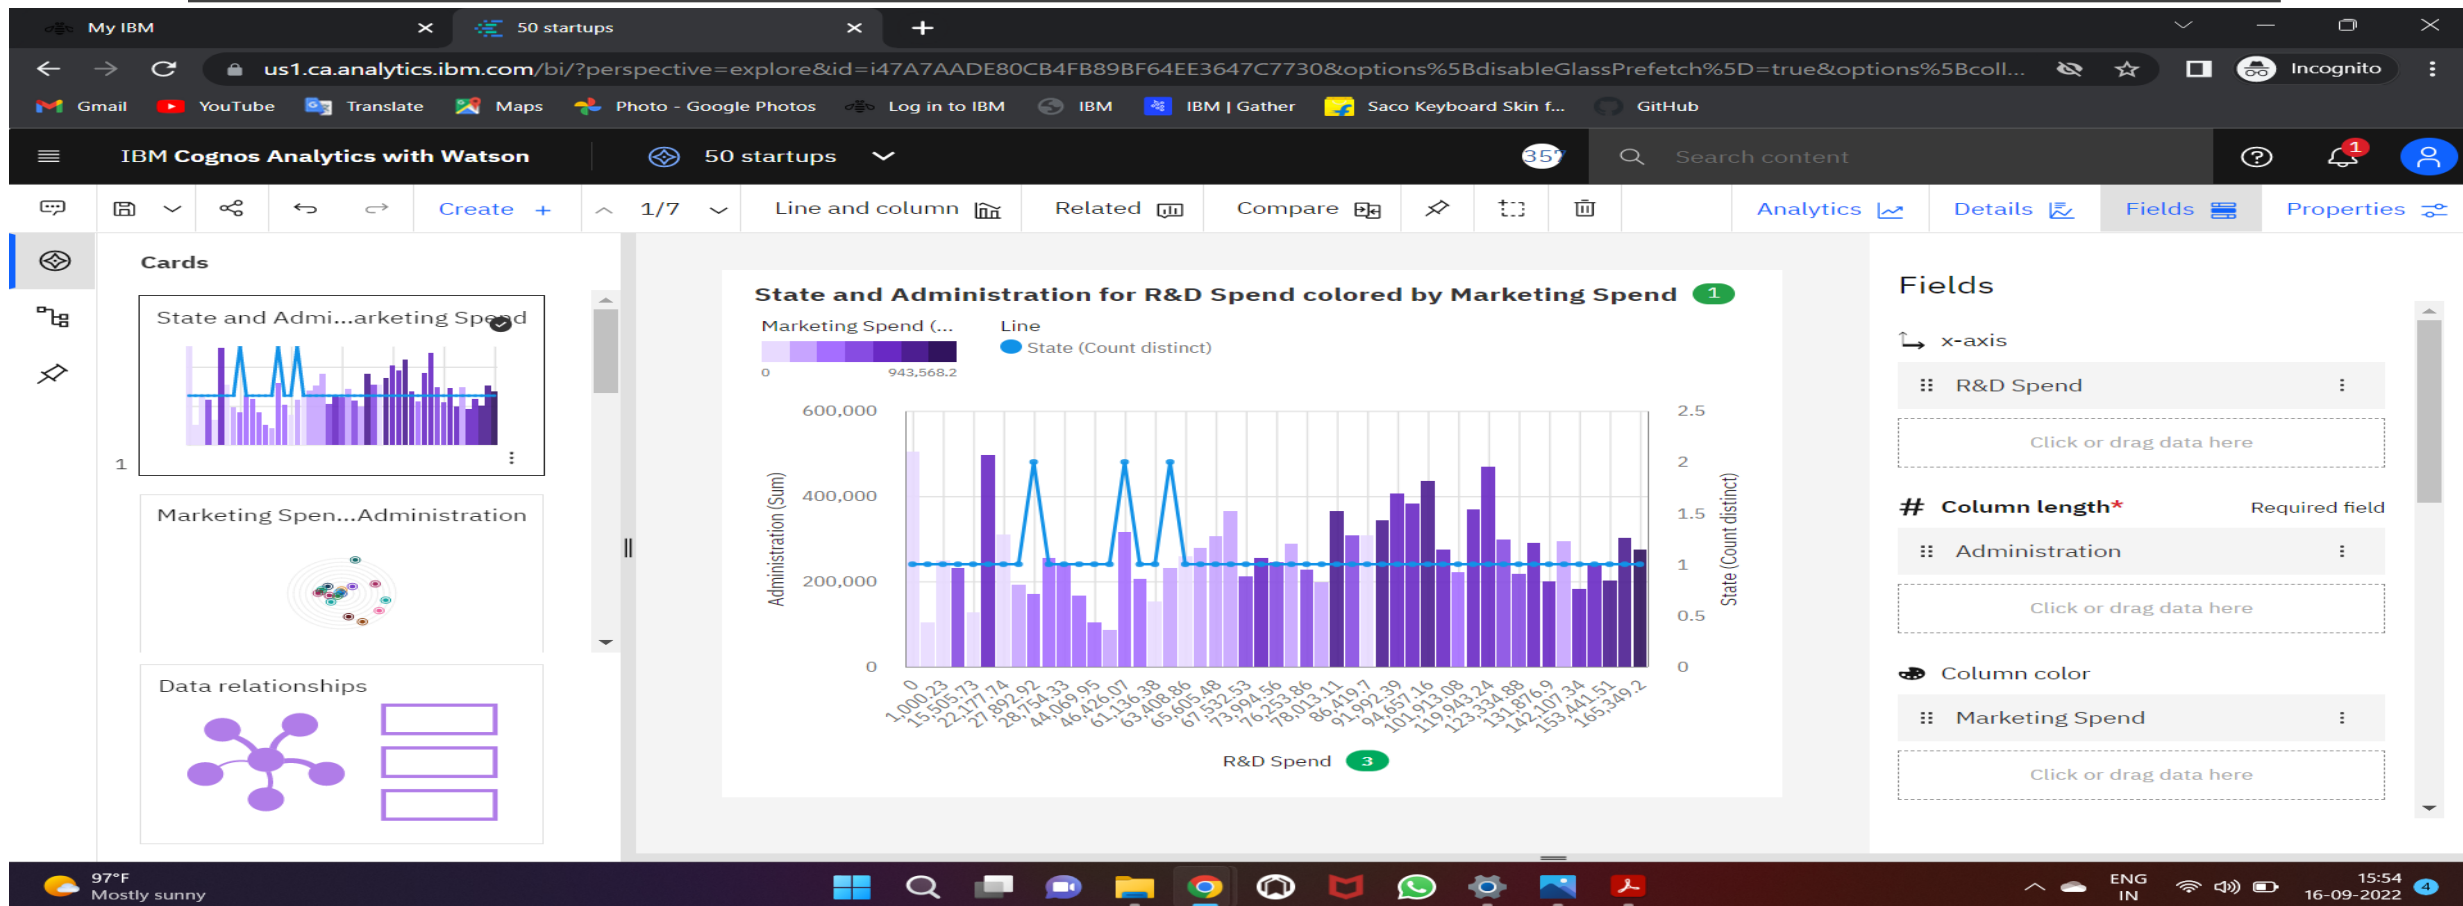 My IBM
50 startups
us1.ca.analytics.ibm.com/bi/?perspective=explore&id=i47A7AADE80CB4FB89BF64EE3647C7730&options%5BdisableGlassPrefetch%5D=true&options%5Bcoll...
Incognito
Gmail YouTube Translate Maps Photo - Google Photos Log in to IBM IBM IBM | Gather Saco Keyboard Skin f... GitHub
IBM Cognos Analytics with Watson
50 startups
357
Search content
1
Create +
1/7
Line and column
Related
Compare
Analytics
Details
Fields
Properties
Cards
State and Admi...arketing Spend
1
Marketing Spen...Administration
Data relationships
State and Administration for R&D Spend colored by Marketing Spend 1
Marketing Spend (...
0 943,568.2
Line
State (Count distinct)
Administration (Sum)
600,000
400,000
200,000
0
2.5
2
1.5
1
0.5
0
State (Count distinct)
0
1,000.23
15,505.73
22,177.74
27,892.92
28,754.33
44,069.95
46,426.07
61,136.38
63,408.86
65,605.48
67,532.53
73,994.56
76,253.86
78,013.11
86,419.7
91,992.39
94,657.16
101,913.08
119,943.24
123,334.88
131,876.9
142,107.34
153,441.51
165,349.2
R&D Spend 3
Fields
x-axis
R&D Spend
Click or drag data here
# Column length* Required field
Administration
Click or drag data here
Column color
Marketing Spend
Click or drag data here
97°F
Mostly sunny
ENG
IN
15:54
16-09-2022
4